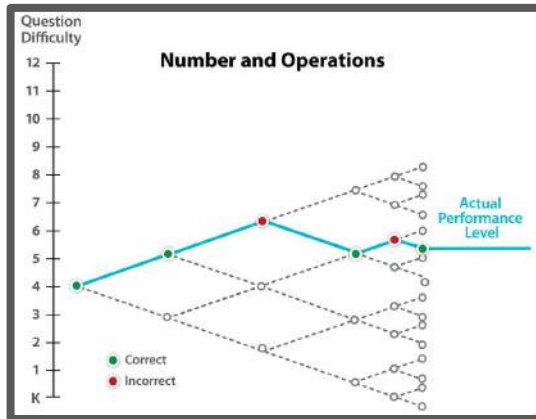 Question
Difficulty
Number and Operations
12
11
10
9
8
7
6
5
4
3
2
1
K
Actual
Performance
Level
Correct
Incorrect